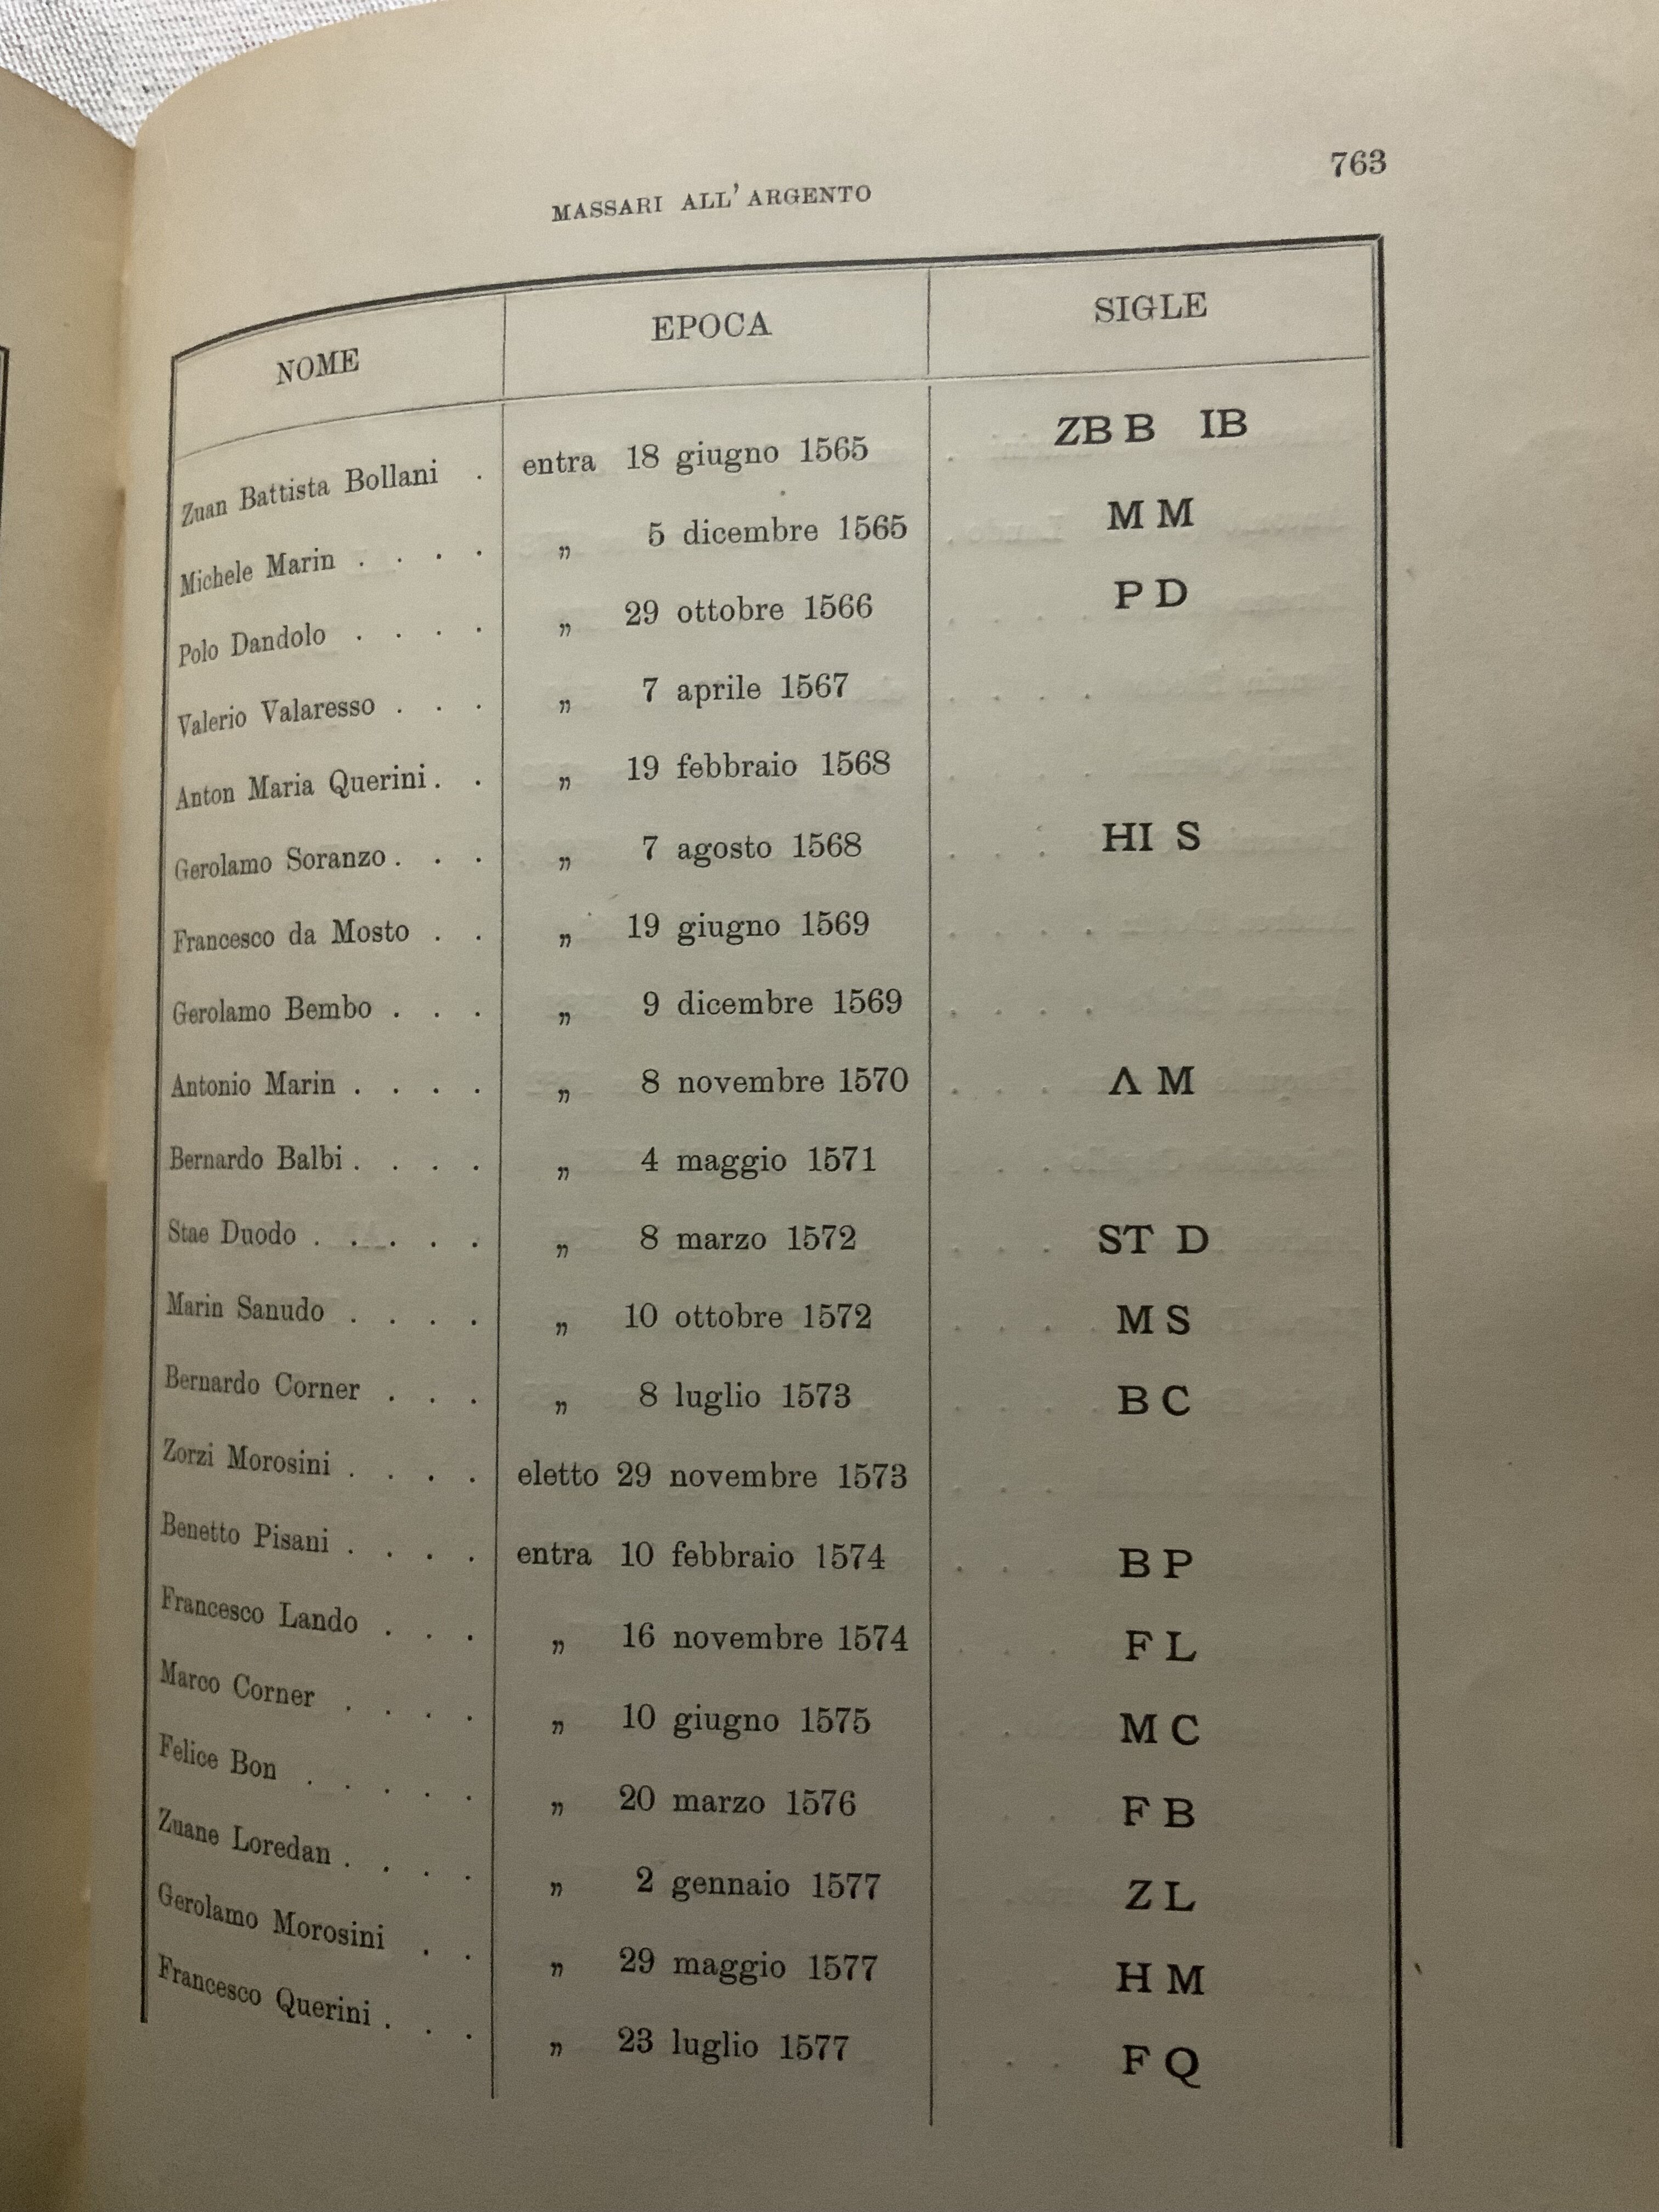 763
MASSARI ALL' ARGENTO
NOME EPOCA SIGLE
Zuan Battista Bollani . entra 18 giugno 1565 ZB B IB
Michele Marin . . . . „ 5 dicembre 1565 M M
Polo Dandolo . . . . „ 29 ottobre 1566 P D
Valerio Valaresso . . . „ 7 aprile 1567
Anton Maria Querini . . „ 19 febbraio 1568
Gerolamo Soranzo . . . „ 7 agosto 1568 HI S
Francesco da Mosto . . „ 19 giugno 1569
Gerolamo Bembo . . . „ 9 dicembre 1569
Antonio Marin . . . . „ 8 novembre 1570 Λ M
Bernardo Balbi . . . . „ 4 maggio 1571
Stae Duodo . . . . . „ 8 marzo 1572 ST D
Marin Sanudo . . . . „ 10 ottobre 1572 M S
Bernardo Corner . . . „ 8 luglio 1573 B C
Zorzi Morosini . . . . eletto 29 novembre 1573
Benetto Pisani . . . . entra 10 febbraio 1574 B P
Francesco Lando . . . „ 16 novembre 1574 F L
Marco Corner . . . . „ 10 giugno 1575 M C
Felice Bon . . . . . „ 20 marzo 1576 F B
Zuane Loredan . . . . „ 2 gennaio 1577 Z L
Gerolamo Morosini . . „ 29 maggio 1577 H M
Francesco Querini . . . „ 23 luglio 1577 F Q